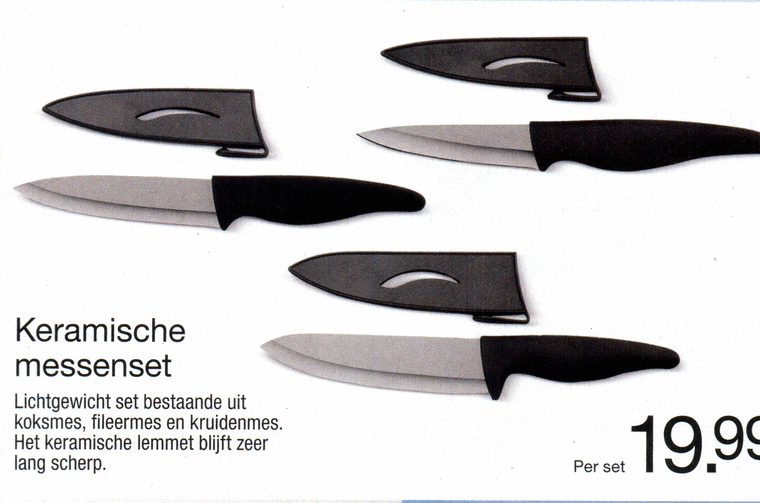 Keramische
messenset
Lichtgewicht set bestaande uit
koksmes, fileermes en kruidenmes.
Het keramische lemmet blijft zeer
lang scherp.
Per set 19.99